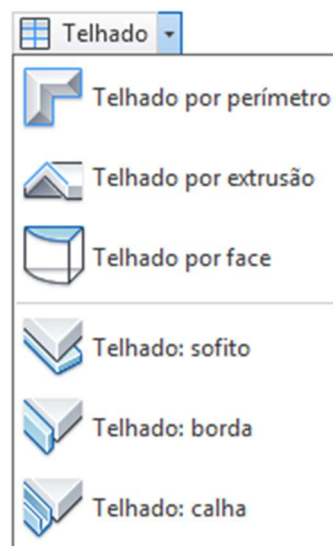 Telhado
Telhado por perímetro
Telhado por extrusão
Telhado por face
Telhado: sofito
Telhado: borda
Telhado: calha